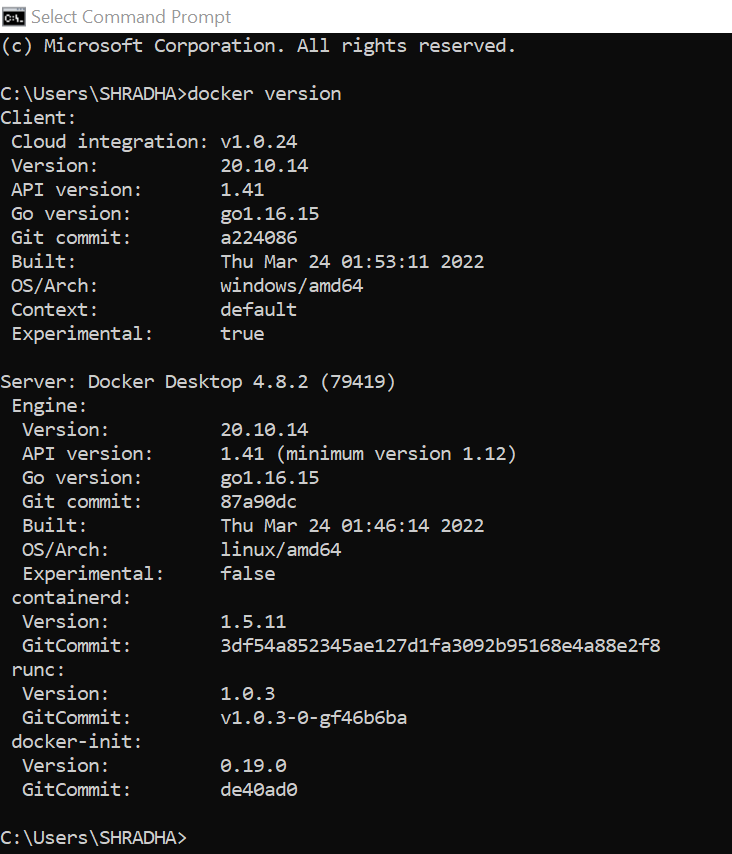 Select Command Prompt
(c) Microsoft Corporation. All rights reserved.
C:\Users\SHRADHA>docker version
Client:
Cloud integration: v1.0.24
Version: 20.10.14
API version: 1.41
Go version: go1.16.15
Git commit: a224086
Built: Thu Mar 24 01:53:11 2022
OS/Arch: windows/amd64
Context: default
Experimental: true
Server: Docker Desktop 4.8.2 (79419)
Engine:
Version: 20.10.14
API version: 1.41 (minimum version 1.12)
Go version: go1.16.15
Git commit: 87a90dc
Built: Thu Mar 24 01:46:14 2022
OS/Arch: linux/amd64
Experimental: false
containerd:
Version: 1.5.11
GitCommit: 3df54a852345ae127d1fa3092b95168e4a88e2f8
runc:
Version: 1.0.3
GitCommit: v1.0.3-0-gf46b6ba
docker-init:
Version: 0.19.0
GitCommit: de40ad0
C:\Users\SHRADHA>